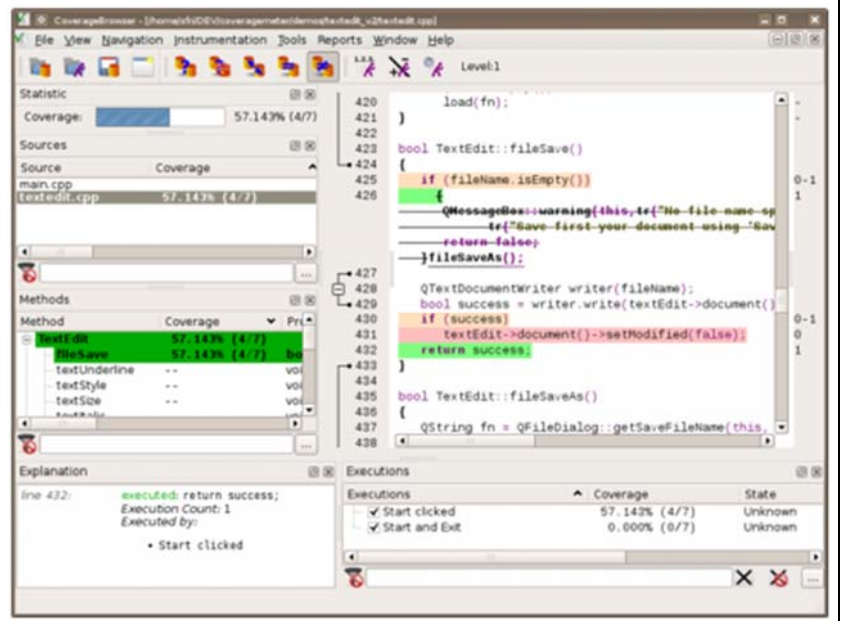 CoverageBrowser - [/home/sfri/DEV/coveragemeter/demos/textedit_v2/textedit.cpp]
File View Navigation Instrumentation Tools Reports Window Help
Level:1
Statistic
Coverage: 57.143% (4/7)
Sources
Source Coverage
main.cpp
textedit.cpp 57.143% (4/7)
...
Methods
Method Coverage Pr
TextEdit 57.143% (4/7)
fileSave 57.143% (4/7) bo
textUnderline -- voi
textStyle -- voi
textSize -- voi
textItalic
...
420 load(fn); -
421 } -
422
423 bool TextEdit::fileSave()
424 {
425 if (fileName.isEmpty()) 0-1
426 { 1
QMessageBox::warning(this,tr("No file name sp
tr("Save first your document using 'Sav
return false;
}fileSaveAs();
427
428 QTextDocumentWriter writer(fileName);
429 bool success = writer.write(textEdit->document()
430 if (success) 0-1
431 textEdit->document()->setModified(false); 0
432 return success; 1
433 }
434
435 bool TextEdit::fileSaveAs()
436 {
437 QString fn = QFileDialog::getSaveFileName(this,
438
Explanation
line 432: executed: return success;
Execution Count: 1
Executed by:
• Start clicked
Executions
Executions Coverage State
Start clicked 57.143% (4/7) Unknown
Start and Exit 0.000% (0/7) Unknown
...